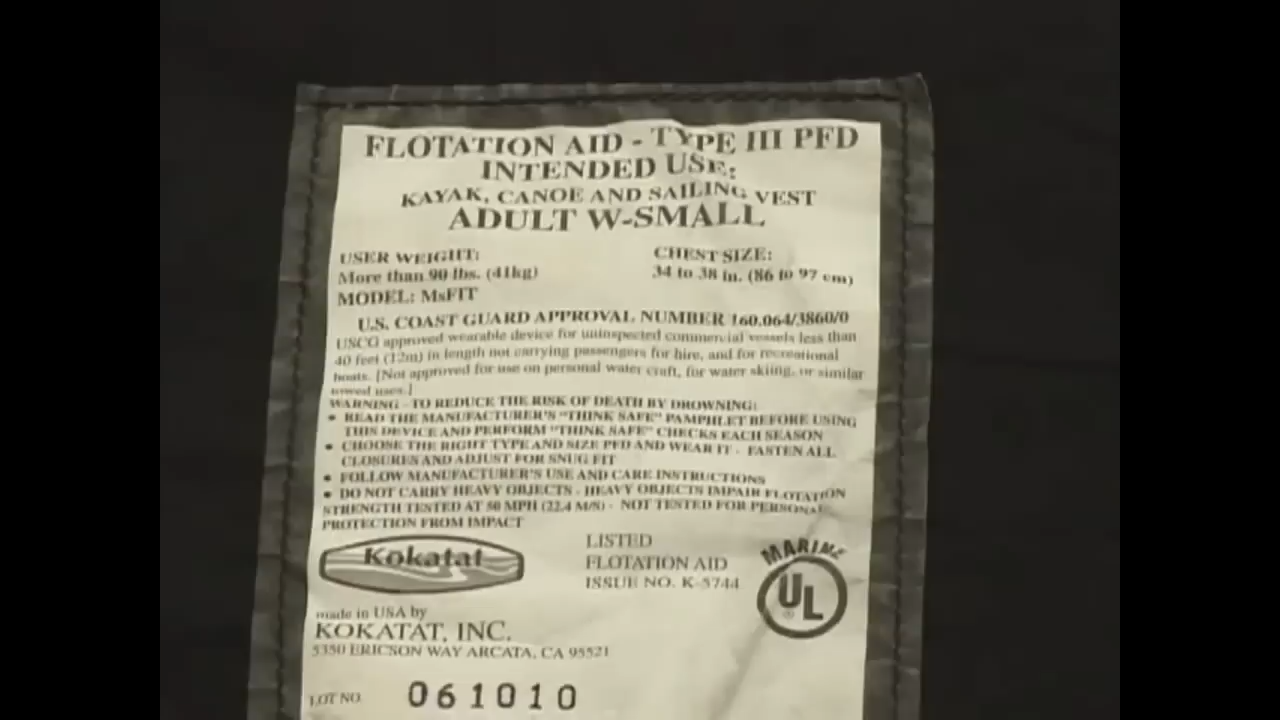 FLOTATION AID - TYPE III PFD
INTENDED USE:
KAYAK, CANOE AND SAILING VEST
ADULT W-SMALL
USER WEIGHT: CHEST SIZE:
More than 90 lbs. (41kg) 34 to 38 in. (86 to 97 cm)
MODEL: MsFIT
U.S. COAST GUARD APPROVAL NUMBER 160.064/3860/0
USCG approved wearable device for uninspected commercial vessels less than
40 feet (12m) in length not carrying passengers for hire, and for recreational
boats. [Not approved for use on personal water craft, for water skiing, or similar
towed uses.]
WARNING - TO REDUCE THE RISK OF DEATH BY DROWNING:
• READ THE MANUFACTURER'S "THINK SAFE" PAMPHLET BEFORE USING
THIS DEVICE AND PERFORM "THINK SAFE" CHECKS EACH SEASON
• CHOOSE THE RIGHT TYPE AND SIZE PFD AND WEAR IT - FASTEN ALL
CLOSURES AND ADJUST FOR SNUG FIT
• FOLLOW MANUFACTURER'S USE AND CARE INSTRUCTIONS
• DO NOT CARRY HEAVY OBJECTS - HEAVY OBJECTS IMPAIR FLOTATION
STRENGTH TESTED AT 50 MPH (22.4 M/S) - NOT TESTED FOR PERSONAL
PROTECTION FROM IMPACT
Kokatat
LISTED
FLOTATION AID
ISSUE NO. K-5744
MARINE
UL
®
made in USA by
KOKATAT, INC.
5350 ERICSON WAY ARCATA, CA 95521
LOT NO. 061010